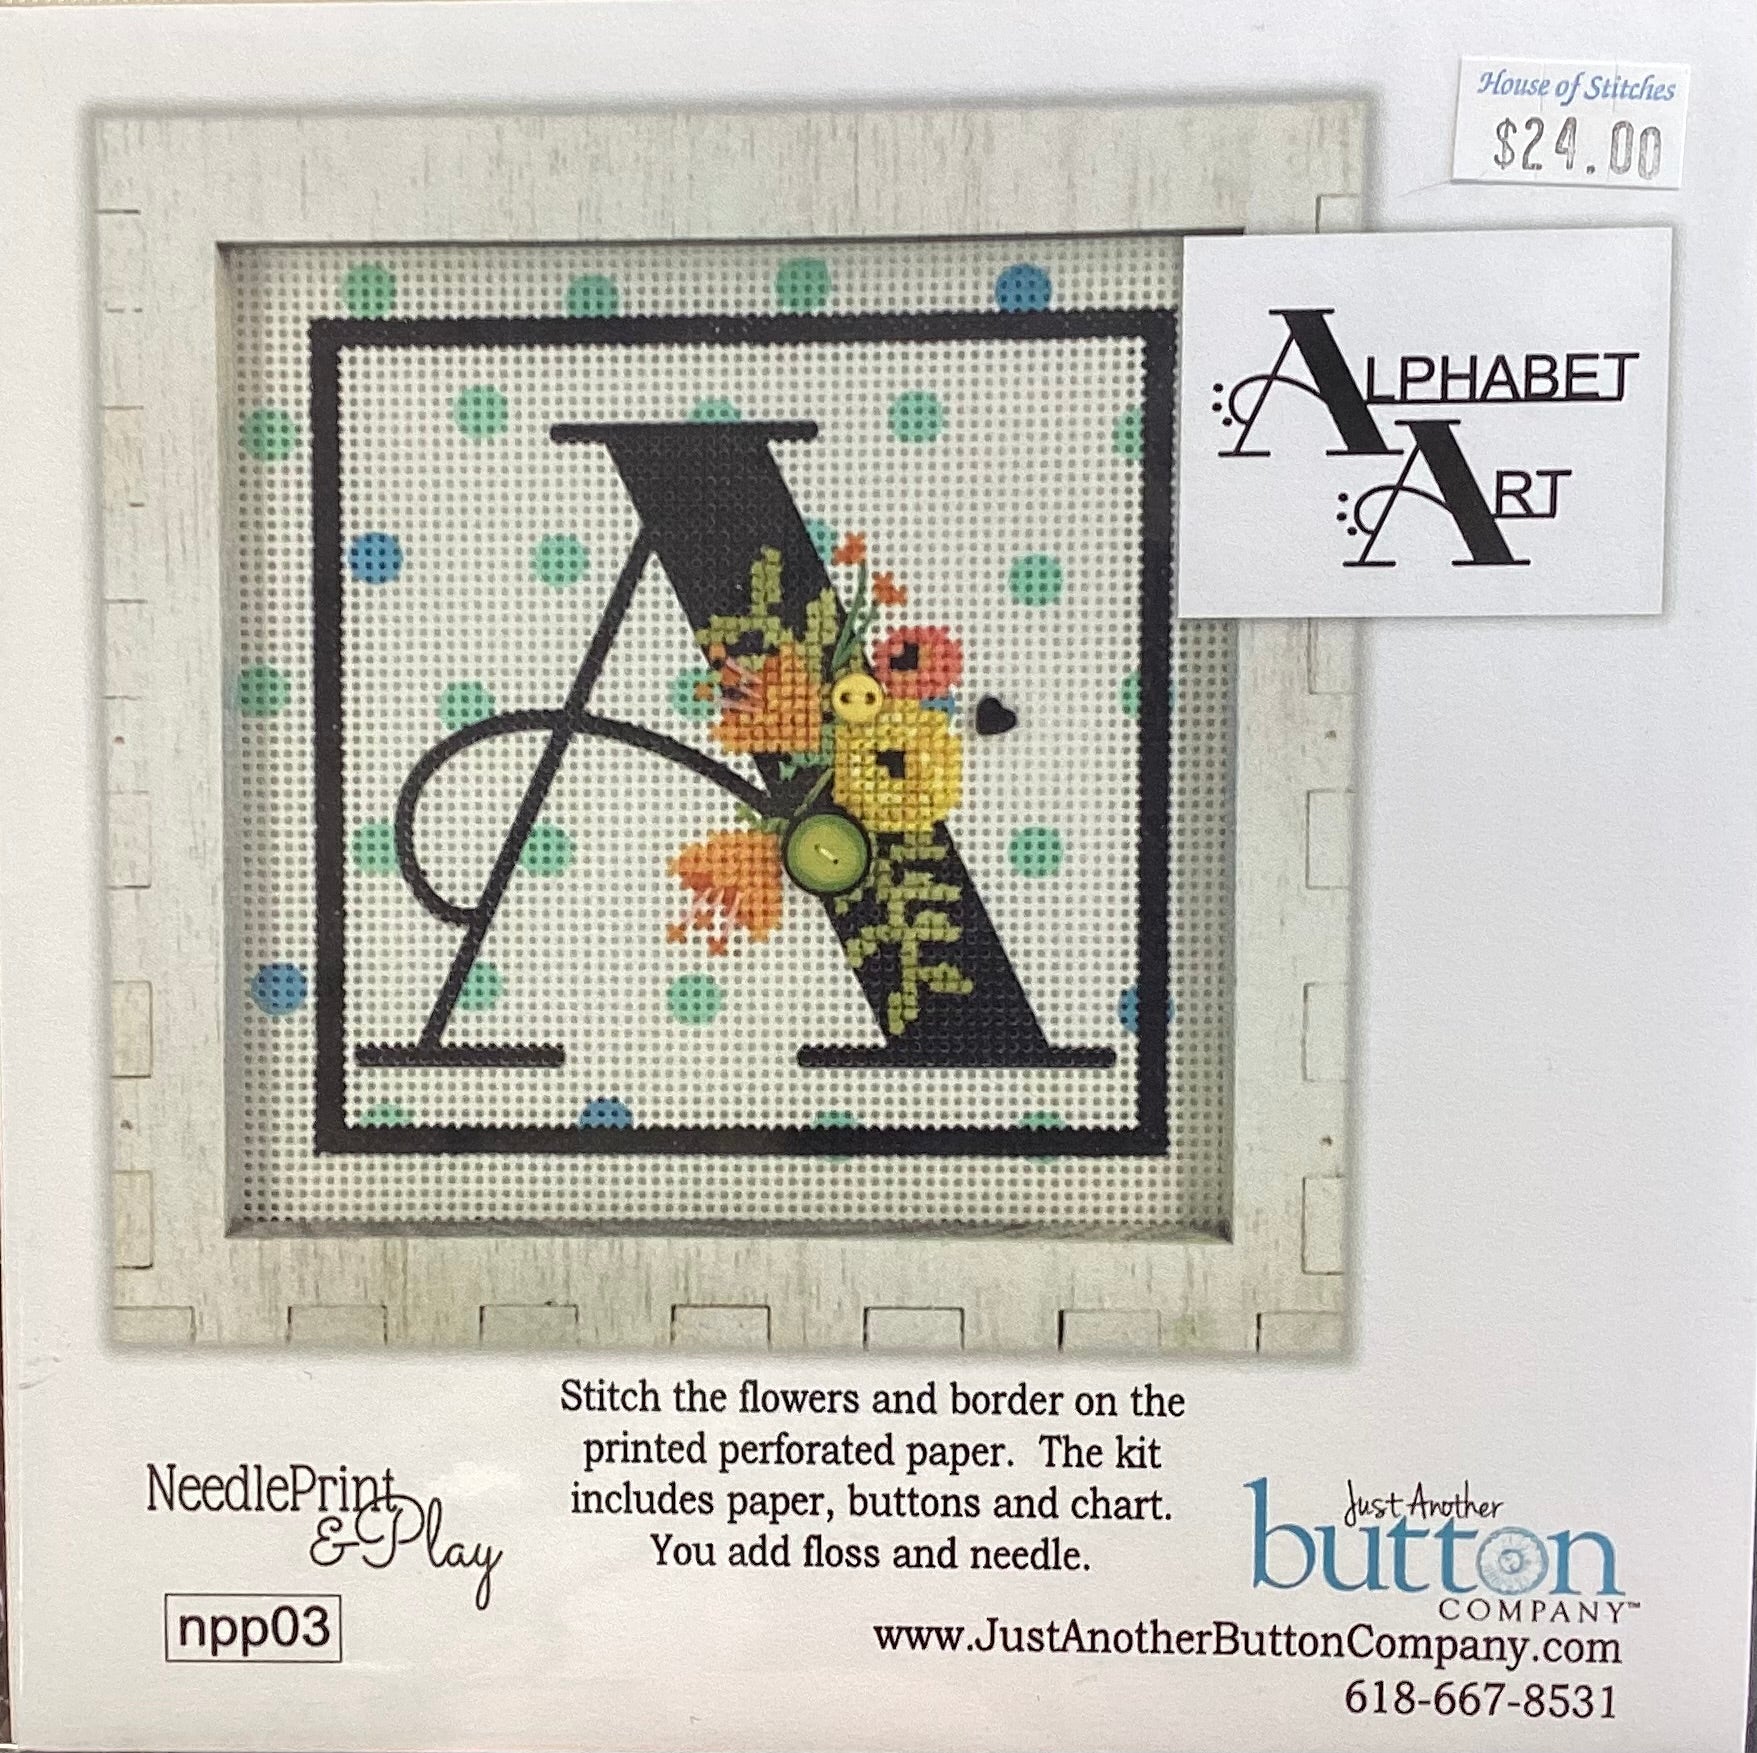 House of Stitches
$24.00
ALPHABET
ART
A
Stitch the flowers and border on the
printed perforated paper.  The kit
includes paper, buttons and chart.
You add floss and needle.
NeedlePrint
&Play
npp03
Just Another
button
COMPANY™
www.JustAnotherButtonCompany.com
618-667-8531